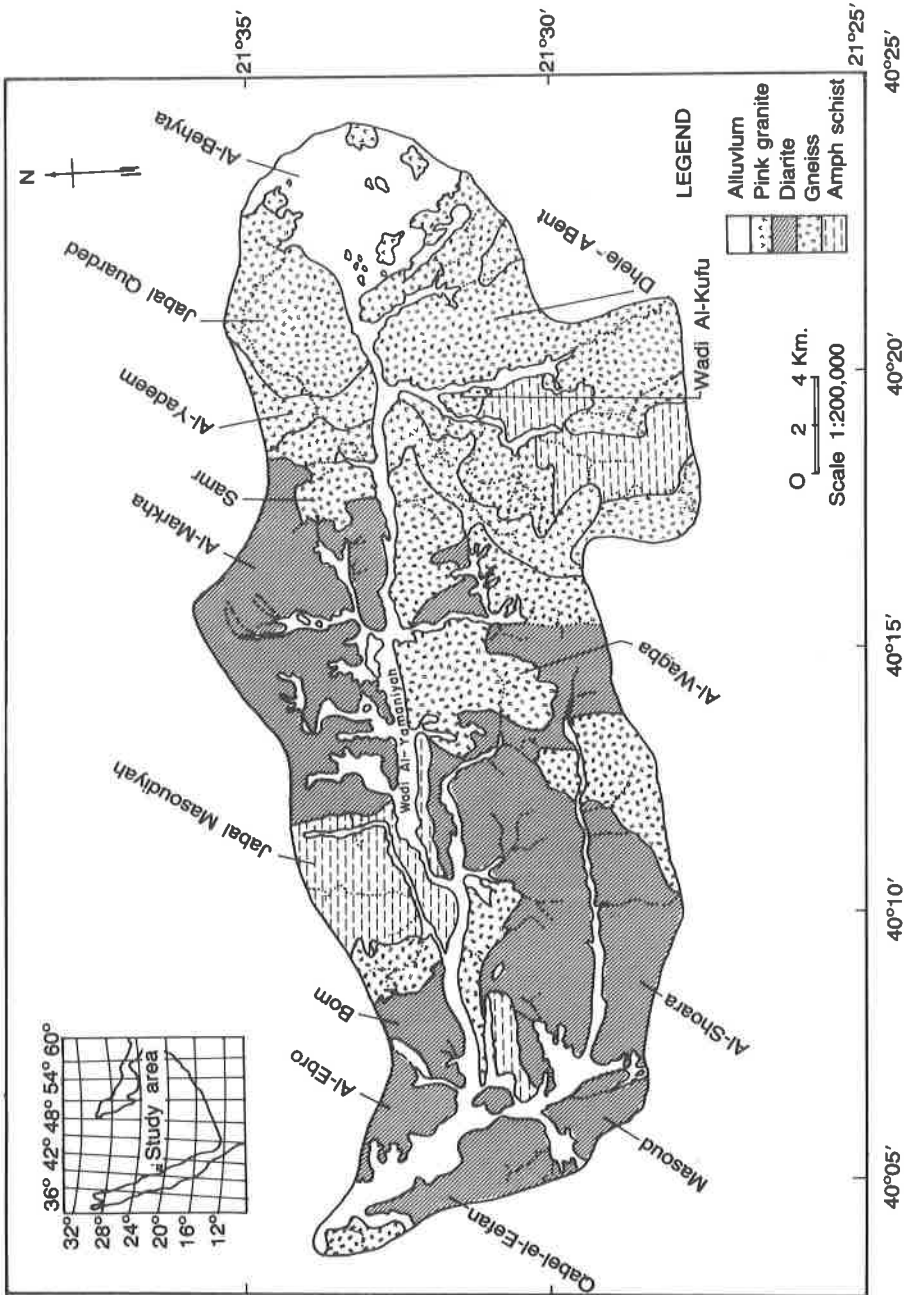 N
32°
28°
24°
20°
16°
12°
36° 42° 48° 54° 60°
Study area
Al-Ebro
Bom
Jabal Masoudiyah
Al-Markha
Samr
Al-Yadeem
Jabal Quarded
Al-Behyta
Wadi Al-Yamaniyah
Qabel-el-Eefan
Masoud
Al-Shoara
Al-Wagba
Wadi Al-Kufu
Dhele- A Bent
21°35'
21°30'
21°25'
40°05'
40°10'
40°15'
40°20'
40°25'
LEGEND
Alluvlum
Pink granite
Diarite
Gneiss
Amph schist
O 2 4 Km.
Scale 1:200,000